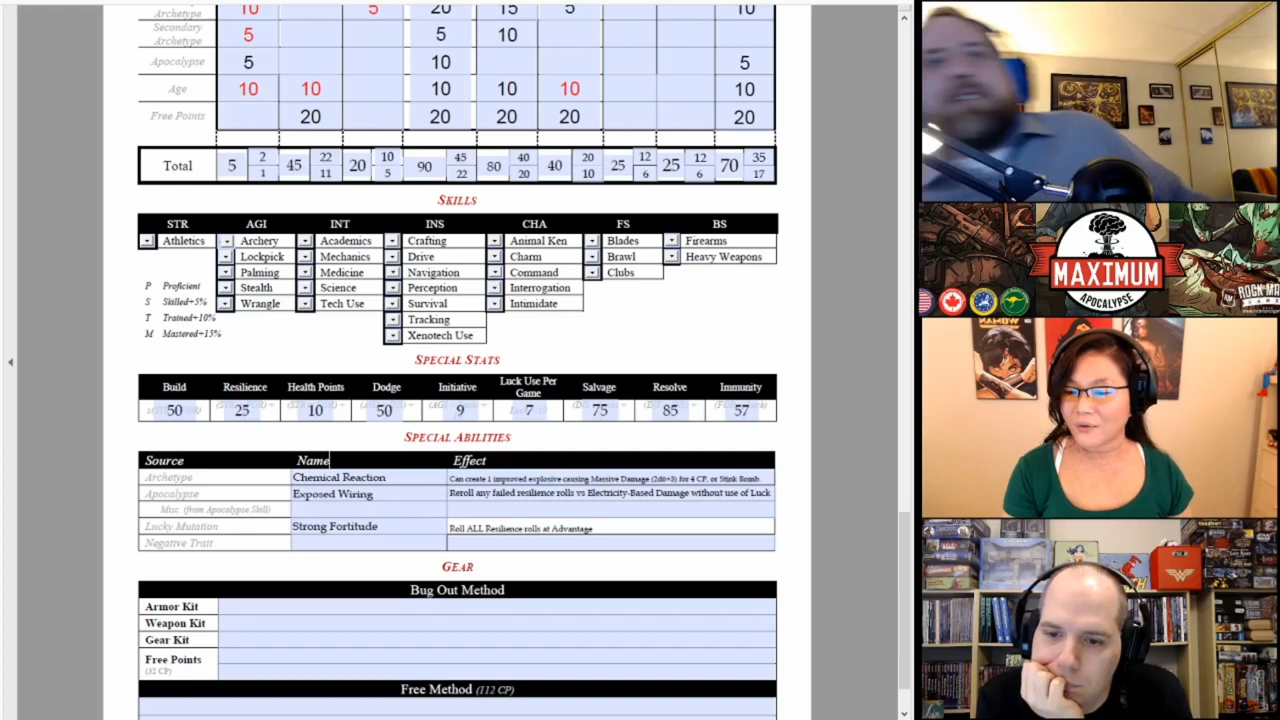 Archetype 10 5 20 15 5 10
Secondary Archetype 5 5 10
Apocalypse 5 10 5
Age 10 10 10 10 10 10
Free Points 20 20 20 20 20
Total 5 2 1 45 22 11 20 10 5 90 45 22 80 40 20 40 20 10 25 12 6 25 12 6 70 35 17
SKILLS
STR AGI INT INS CHA FS BS
Athletics Archery Academics Crafting Animal Ken Blades Firearms
Lockpick Mechanics Drive Charm Brawl Heavy Weapons
Palming Medicine Navigation Command Clubs
P Proficient Stealth Science Perception Interrogation
S Skilled+5% Wrangle Tech Use Survival Intimidate
T Trained+10% Tracking
M Mastered+15% Xenotech Use
SPECIAL STATS
Build Resilience Health Points Dodge Initiative Luck Use Per Game Salvage Resolve Immunity
50 25 10 50 9 7 75 85 57
SPECIAL ABILITIES
Source Name Effect
Archetype Chemical Reaction Can create 1 improved explosive causing Massive Damage (2d6+3) for 4 CP, or Stink Bomb.
Apocalypse Exposed Wiring Reroll any failed resilience rolls vs Electricity-Based Damage without use of Luck
Misc. (from Apocalypse Skill)
Lucky Mutation Strong Fortitude Roll ALL Resilience rolls at Advantage
Negative Trait
GEAR
Bug Out Method
Armor Kit
Weapon Kit
Gear Kit
Free Points
(32 CP)
Free Method (112 CP)
MAXIMUM
APOCALYPSE